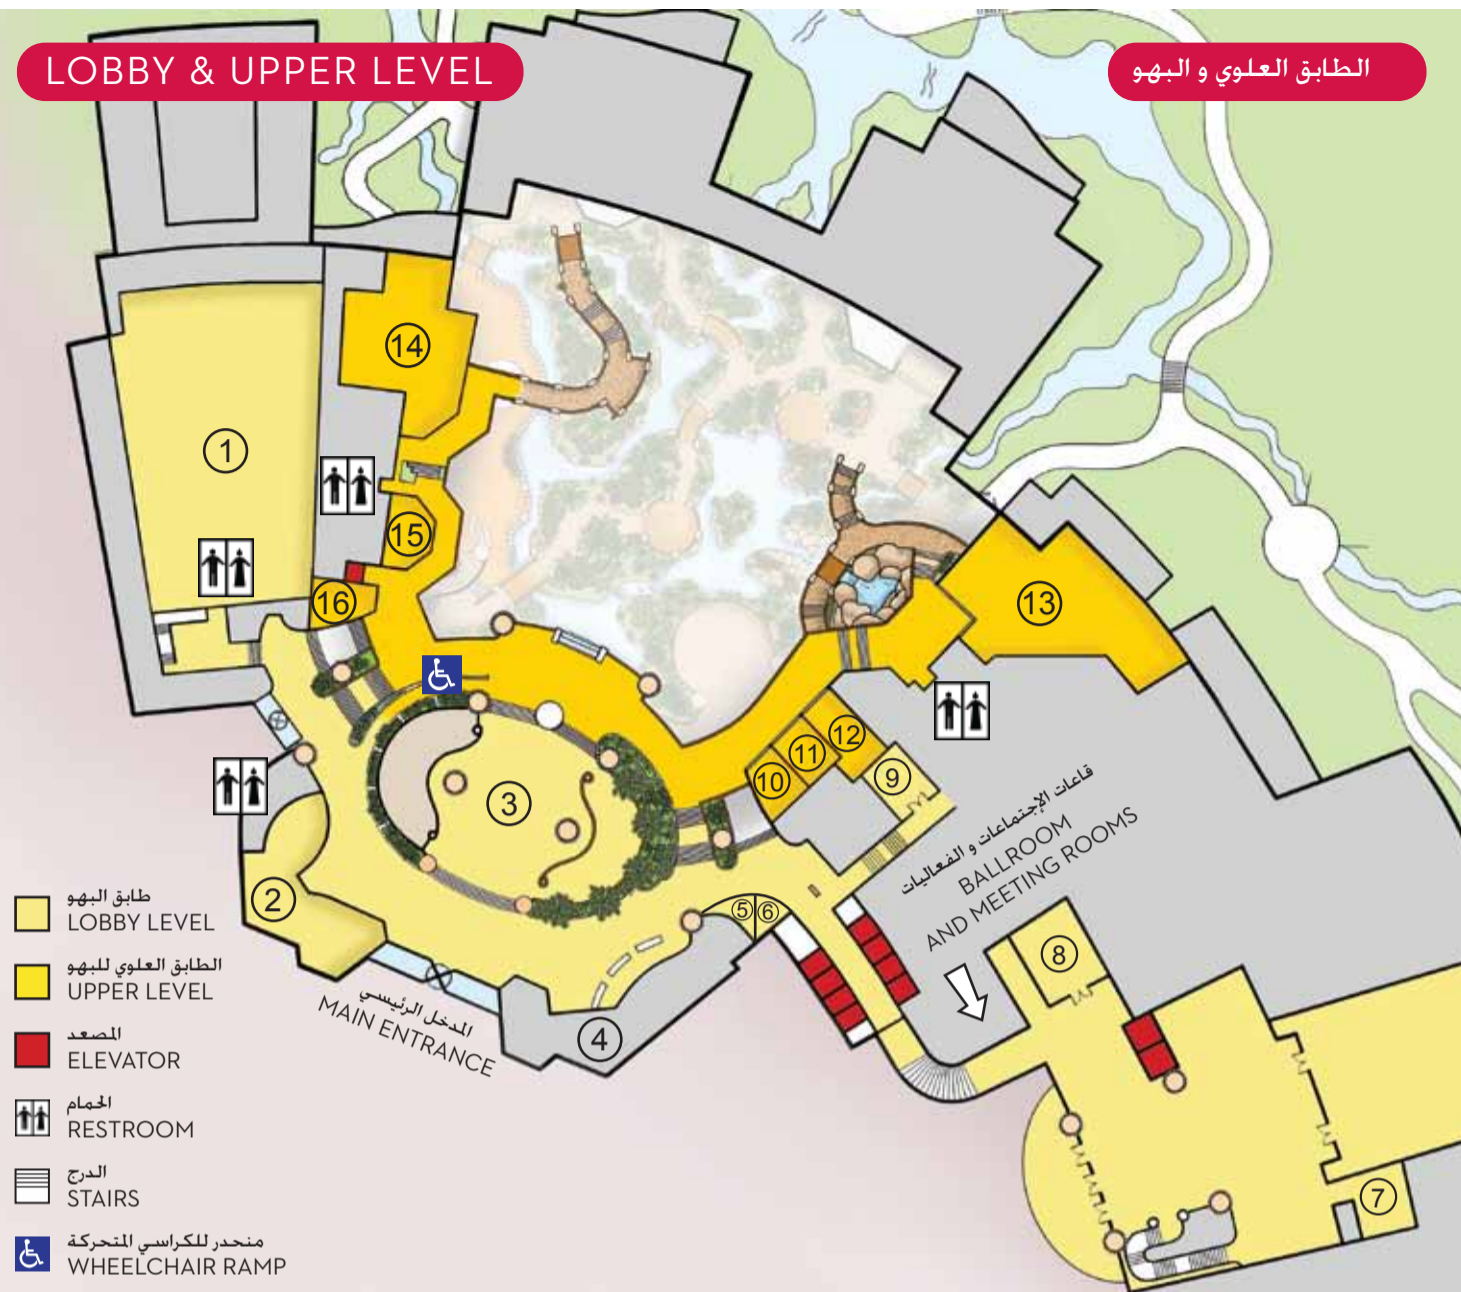 LOBBY & UPPER LEVEL
الطابق العلوي و البهو
14
1
15
16
13
12
11
10
9
3
قاعات الإجتماعات و الفعاليات
BALLROOM
AND MEETING ROOMS
2
5
6
8
4
7
المدخل الرئيسي
MAIN ENTRANCE
طابق البهو
LOBBY LEVEL
الطابق العلوي للبهو
UPPER LEVEL
المصعد
ELEVATOR
الحمام
RESTROOM
الدرج
STAIRS
منحدر للكراسي المتحركة
WHEELCHAIR RAMP